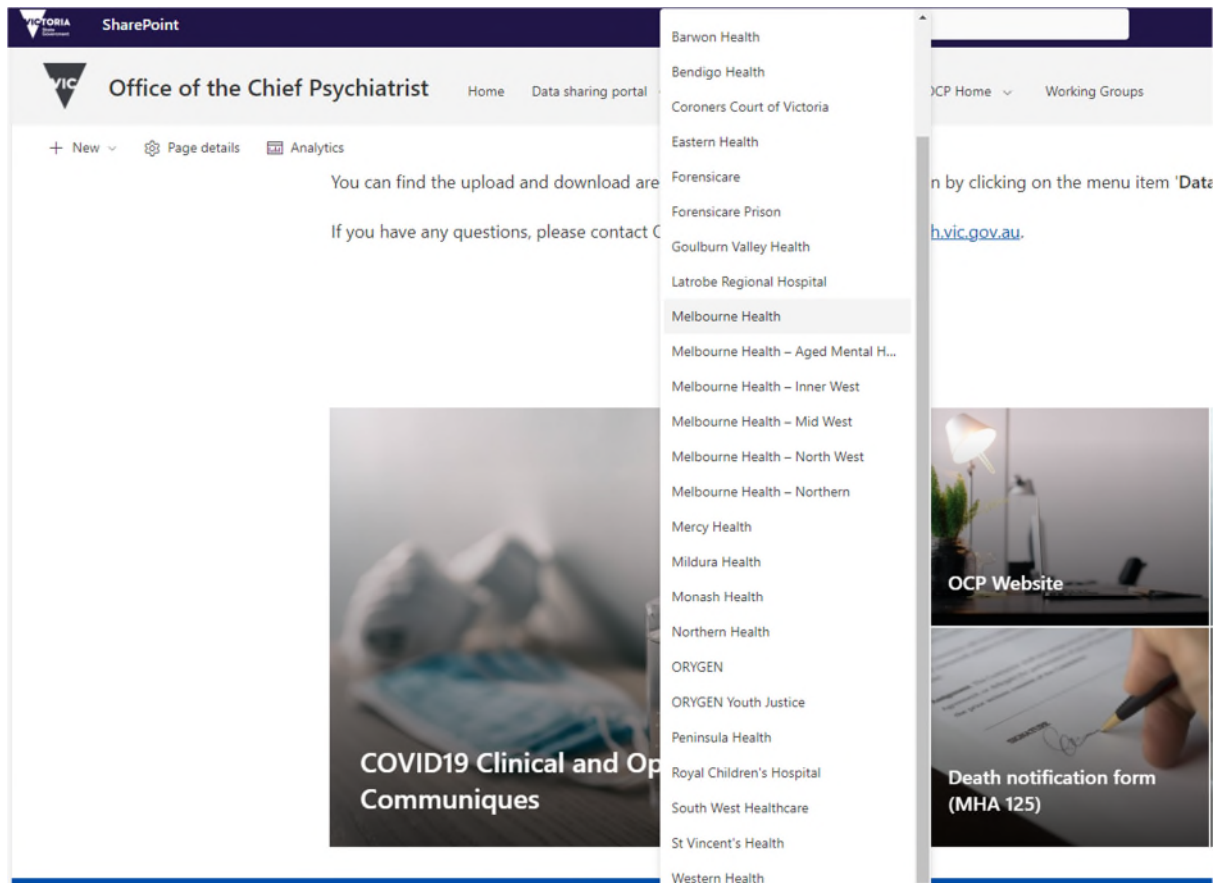 VICTORIA
State
Government
SharePoint
VIC
Office of the Chief Psychiatrist
Home
Data sharing portal
OCP Home
Working Groups
+ New
Page details
Analytics
You can find the upload and download are
n by clicking on the menu item 'Data
If you have any questions, please contact
h.vic.gov.au.
Barwon Health
Bendigo Health
Coroners Court of Victoria
Eastern Health
Forensicare
Forensicare Prison
Goulburn Valley Health
Latrobe Regional Hospital
Melbourne Health
Melbourne Health – Aged Mental H...
Melbourne Health – Inner West
Melbourne Health – Mid West
Melbourne Health – North West
Melbourne Health – Northern
Mercy Health
Mildura Health
Monash Health
Northern Health
ORYGEN
ORYGEN Youth Justice
Peninsula Health
Royal Children's Hospital
South West Healthcare
St Vincent's Health
Western Health
COVID19 Clinical and Op
Communiques
OCP Website
SIGNATURE
Death notification form
(MHA 125)